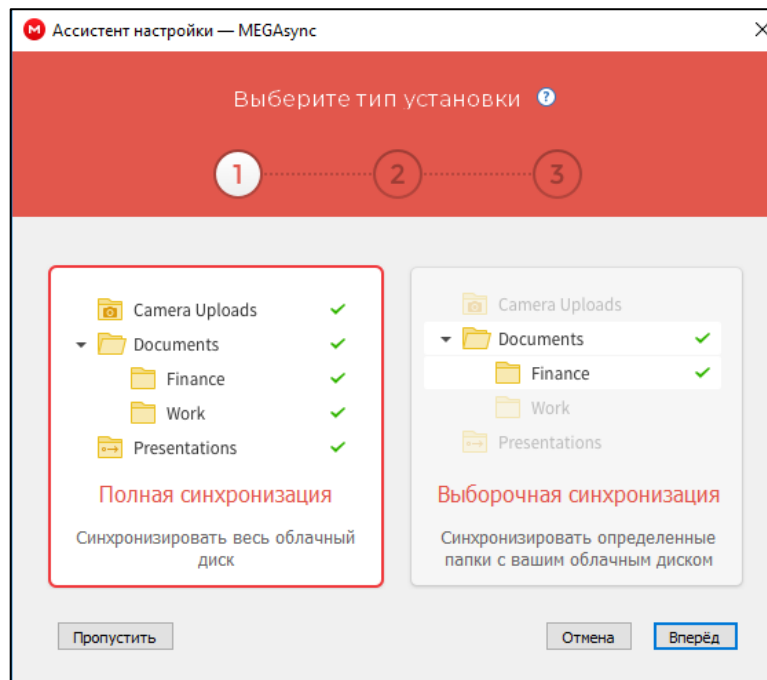 Ассистент настройки — MEGAsync
Выберите тип установки ?
1 2 3
Camera Uploads
Documents
Finance
Work
Presentations
Полная синхронизация
Синхронизировать весь облачный
диск
Camera Uploads
Documents
Finance
Work
Presentations
Выборочная синхронизация
Синхронизировать определенные
папки с вашим облачным диском
Пропустить
Отмена
Вперёд